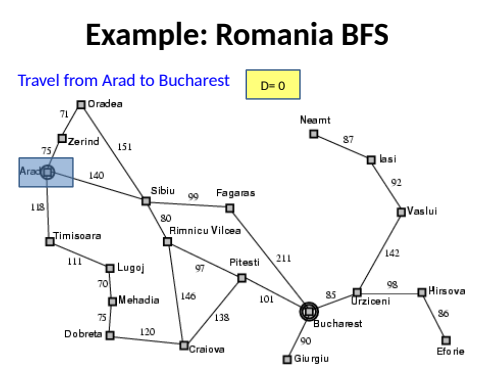 Example: Romania BFS
Travel from Arad to Bucharest
D= 0
Oradea
71
Neamt
Zerind
87
75
151
Iasi
Arad
140
92
Sibiu
99
Fagaras
118
80
Vaslui
Rimnicu Vilcea
Timisoara
142
111
211
Lugoj
97
Pitesti
70
98
Hirsova
146
101
85
Urziceni
Mehadia
138
86
75
Bucharest
120
90
Dobreta
Craiova
Eforie
Giurgiu